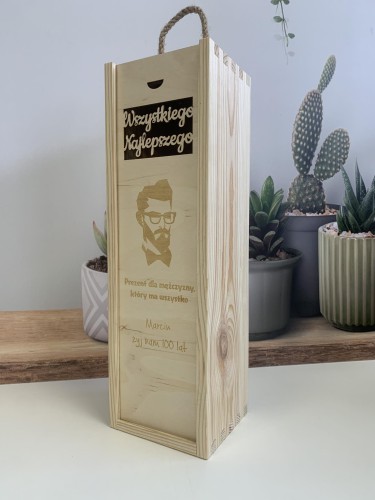 Wszystkiego
Najlepszego
Prezent dla mężczyzny,
który ma wszystko
Marcin
żyj nam 100 lat